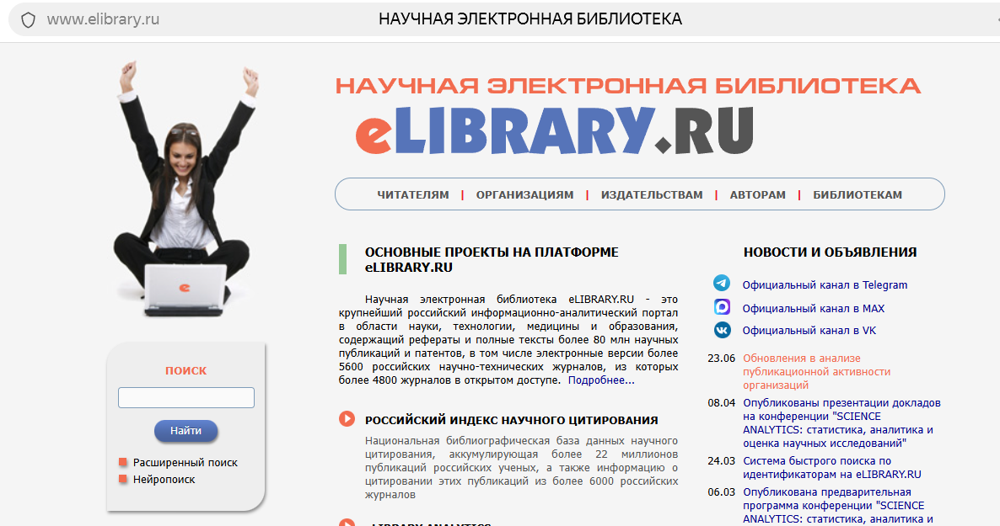 www.elibrary.ru
НАУЧНАЯ ЭЛЕКТРОННАЯ БИБЛИОТЕКА
НАУЧНАЯ ЭЛЕКТРОННАЯ БИБЛИОТЕКА
eLIBRARY.RU
ЧИТАТЕЛЯМ | ОРГАНИЗАЦИЯМ | ИЗДАТЕЛЬСТВАМ | АВТОРАМ | БИБЛИОТЕКАМ
e
ПОИСК
Найти
Расширенный поиск
Нейропоиск
ОСНОВНЫЕ ПРОЕКТЫ НА ПЛАТФОРМЕ
eLIBRARY.RU
Научная электронная библиотека eLIBRARY.RU - это
крупнейший российский информационно-аналитический портал
в области науки, технологии, медицины и образования,
содержащий рефераты и полные тексты более 80 млн научных
публикаций и патентов, в том числе электронные версии более
5600 российских научно-технических журналов, из которых
более 4800 журналов в открытом доступе. Подробнее...
РОССИЙСКИЙ ИНДЕКС НАУЧНОГО ЦИТИРОВАНИЯ
Национальная библиографическая база данных научного
цитирования, аккумулирующая более 22 миллионов
публикаций российских ученых, а также информацию о
цитировании этих публикаций из более 6000 российских
журналов
LIBRARY ANALYTICS
НОВОСТИ И ОБЪЯВЛЕНИЯ
Официальный канал в Telegram
Официальный канал в MAX
Официальный канал в VK
23.06 Обновления в анализе
публикационной активности
организаций
08.04 Опубликованы презентации докладов
на конференции "SCIENCE
ANALYTICS: статистика, аналитика и
оценка научных исследований"
24.03 Система быстрого поиска по
идентификаторам на eLIBRARY.RU
06.03 Опубликована предварительная
программа конференции "SCIENCE
ANALYTICS: статистика, аналитика и